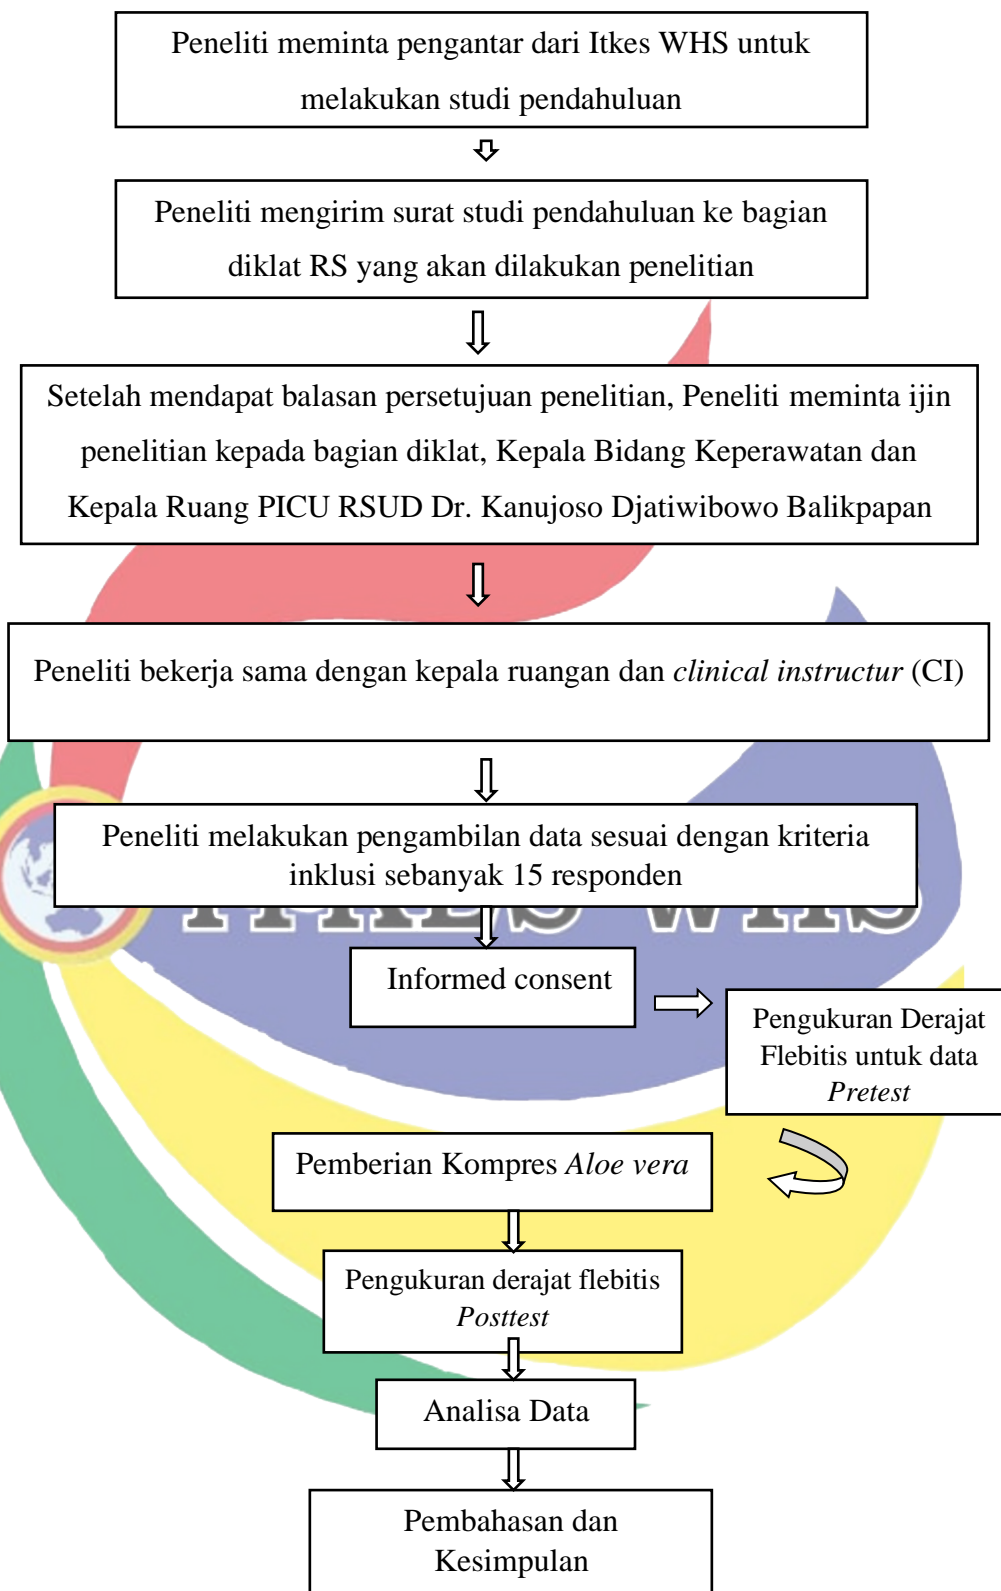 Peneliti meminta pengantar dari Itkes WHS untuk
melakukan studi pendahuluan
Peneliti mengirim surat studi pendahuluan ke bagian
diklat RS yang akan dilakukan penelitian
Setelah mendapat balasan persetujuan penelitian, Peneliti meminta ijin
penelitian kepada bagian diklat, Kepala Bidang Keperawatan dan
Kepala Ruang PICU RSUD Dr. Kanujoso Djatiwibowo Balikpapan
Peneliti bekerja sama dengan kepala ruangan dan clinical instructur (CI)
Peneliti melakukan pengambilan data sesuai dengan kriteria
inklusi sebanyak 15 responden
ITKES WHS
Informed consent
Pengukuran Derajat
Flebitis untuk data
Pretest
Pemberian Kompres Aloe vera
Pengukuran derajat flebitis
Posttest
Analisa Data
Pembahasan dan
Kesimpulan